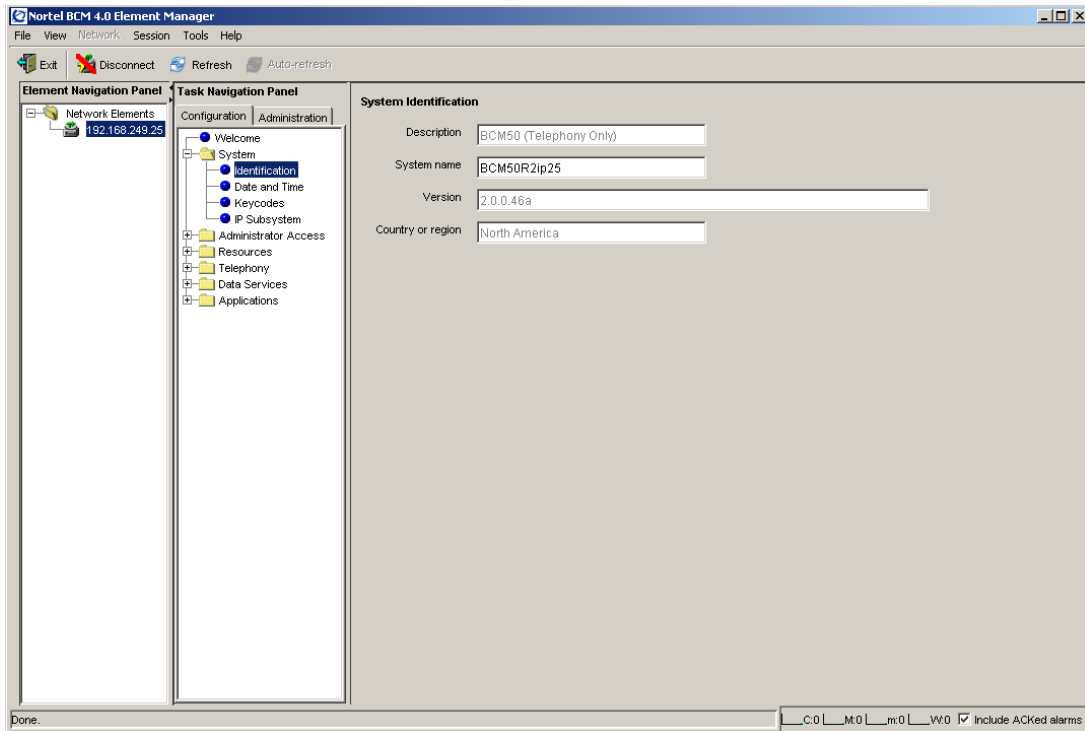 Nortel BCM 4.0 Element Manager
File View Network Session Tools Help
Exit Disconnect Refresh Auto-refresh
Element Navigation Panel
Network Elements
192.168.249.25
Task Navigation Panel
Configuration Administration
Welcome
System
Identification
Date and Time
Keycodes
IP Subsystem
Administrator Access
Resources
Telephony
Data Services
Applications
System Identification
Description BCM50 (Telephony Only)
System name BCM50R2ip25
Version 2.0.0.46a
Country or region North America
Done.
C:0 M:0 m:0 W:0 Include ACKed alarms